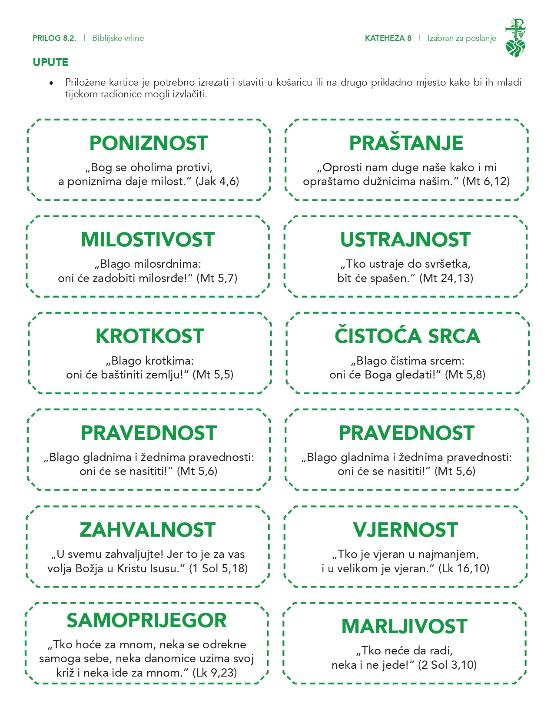 PRILOG 8.2. | Biblijske vrline
KATEHEZA 8 | Izabran za poslanje
UPUTE
• Priložene kartice je potrebno izrezati i staviti u košaricu ili na drugo prikladno mjesto kako bi ih mladi
tijekom radionice mogli izvlačiti.
PONIZNOST
„Bog se oholima protivi,
a poniznima daje milost.“ (Jak 4,6)
PRAŠTANJE
„Oprosti nam duge naše kako i mi
opraštamo dužnicima našim.“ (Mt 6,12)
MILOSTIVOST
„Blago milosrdnima:
oni će zadobiti milosrđe!“ (Mt 5,7)
USTRAJNOST
„Tko ustraje do svršetka,
bit će spašen.“ (Mt 24,13)
KROTKOST
„Blago krotkima:
oni će baštiniti zemlju!“ (Mt 5,5)
ČISTOĆA SRCA
„Blago čistima srcem:
oni će Boga gledati!“ (Mt 5,8)
PRAVEDNOST
„Blago gladnima i žednima pravednosti:
oni će se nasititi!“ (Mt 5,6)
PRAVEDNOST
„Blago gladnima i žednima pravednosti:
oni će se nasititi!“ (Mt 5,6)
ZAHVALNOST
„U svemu zahvaljujte! Jer to je za vas
volja Božja u Kristu Isusu.“ (1 Sol 5,18)
VJERNOST
„Tko je vjeran u najmanjem,
i u velikom je vjeran.“ (Lk 16,10)
SAMOPRIJEGOR
„Tko hoće za mnom, neka se odrekne
samoga sebe, neka danomice uzima svoj
križ i neka ide za mnom.“ (Lk 9,23)
MARLJIVOST
„Tko neće da radi,
neka i ne jede!“ (2 Sol 3,10)